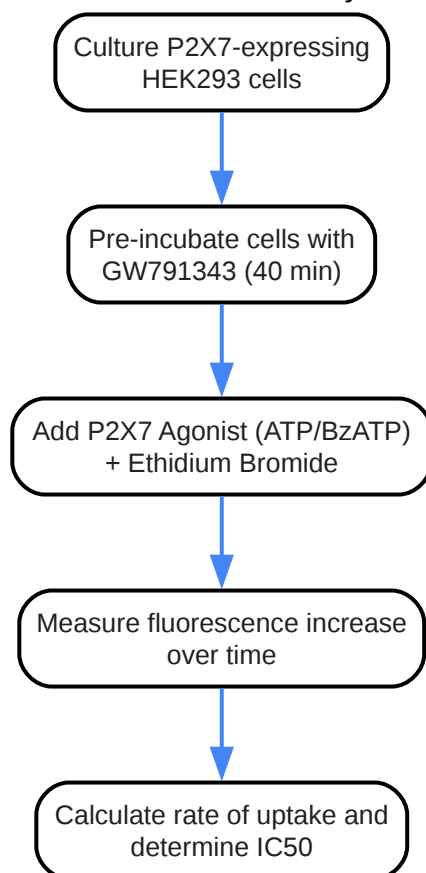 Culture P2X7-expressing
HEK293 cells
Pre-incubate cells with
GW791343 (40 min)
Add P2X7 Agonist (ATP/BzATP)
+ Ethidium Bromide
Measure fluorescence increase
over time
Calculate rate of uptake and
determine IC50